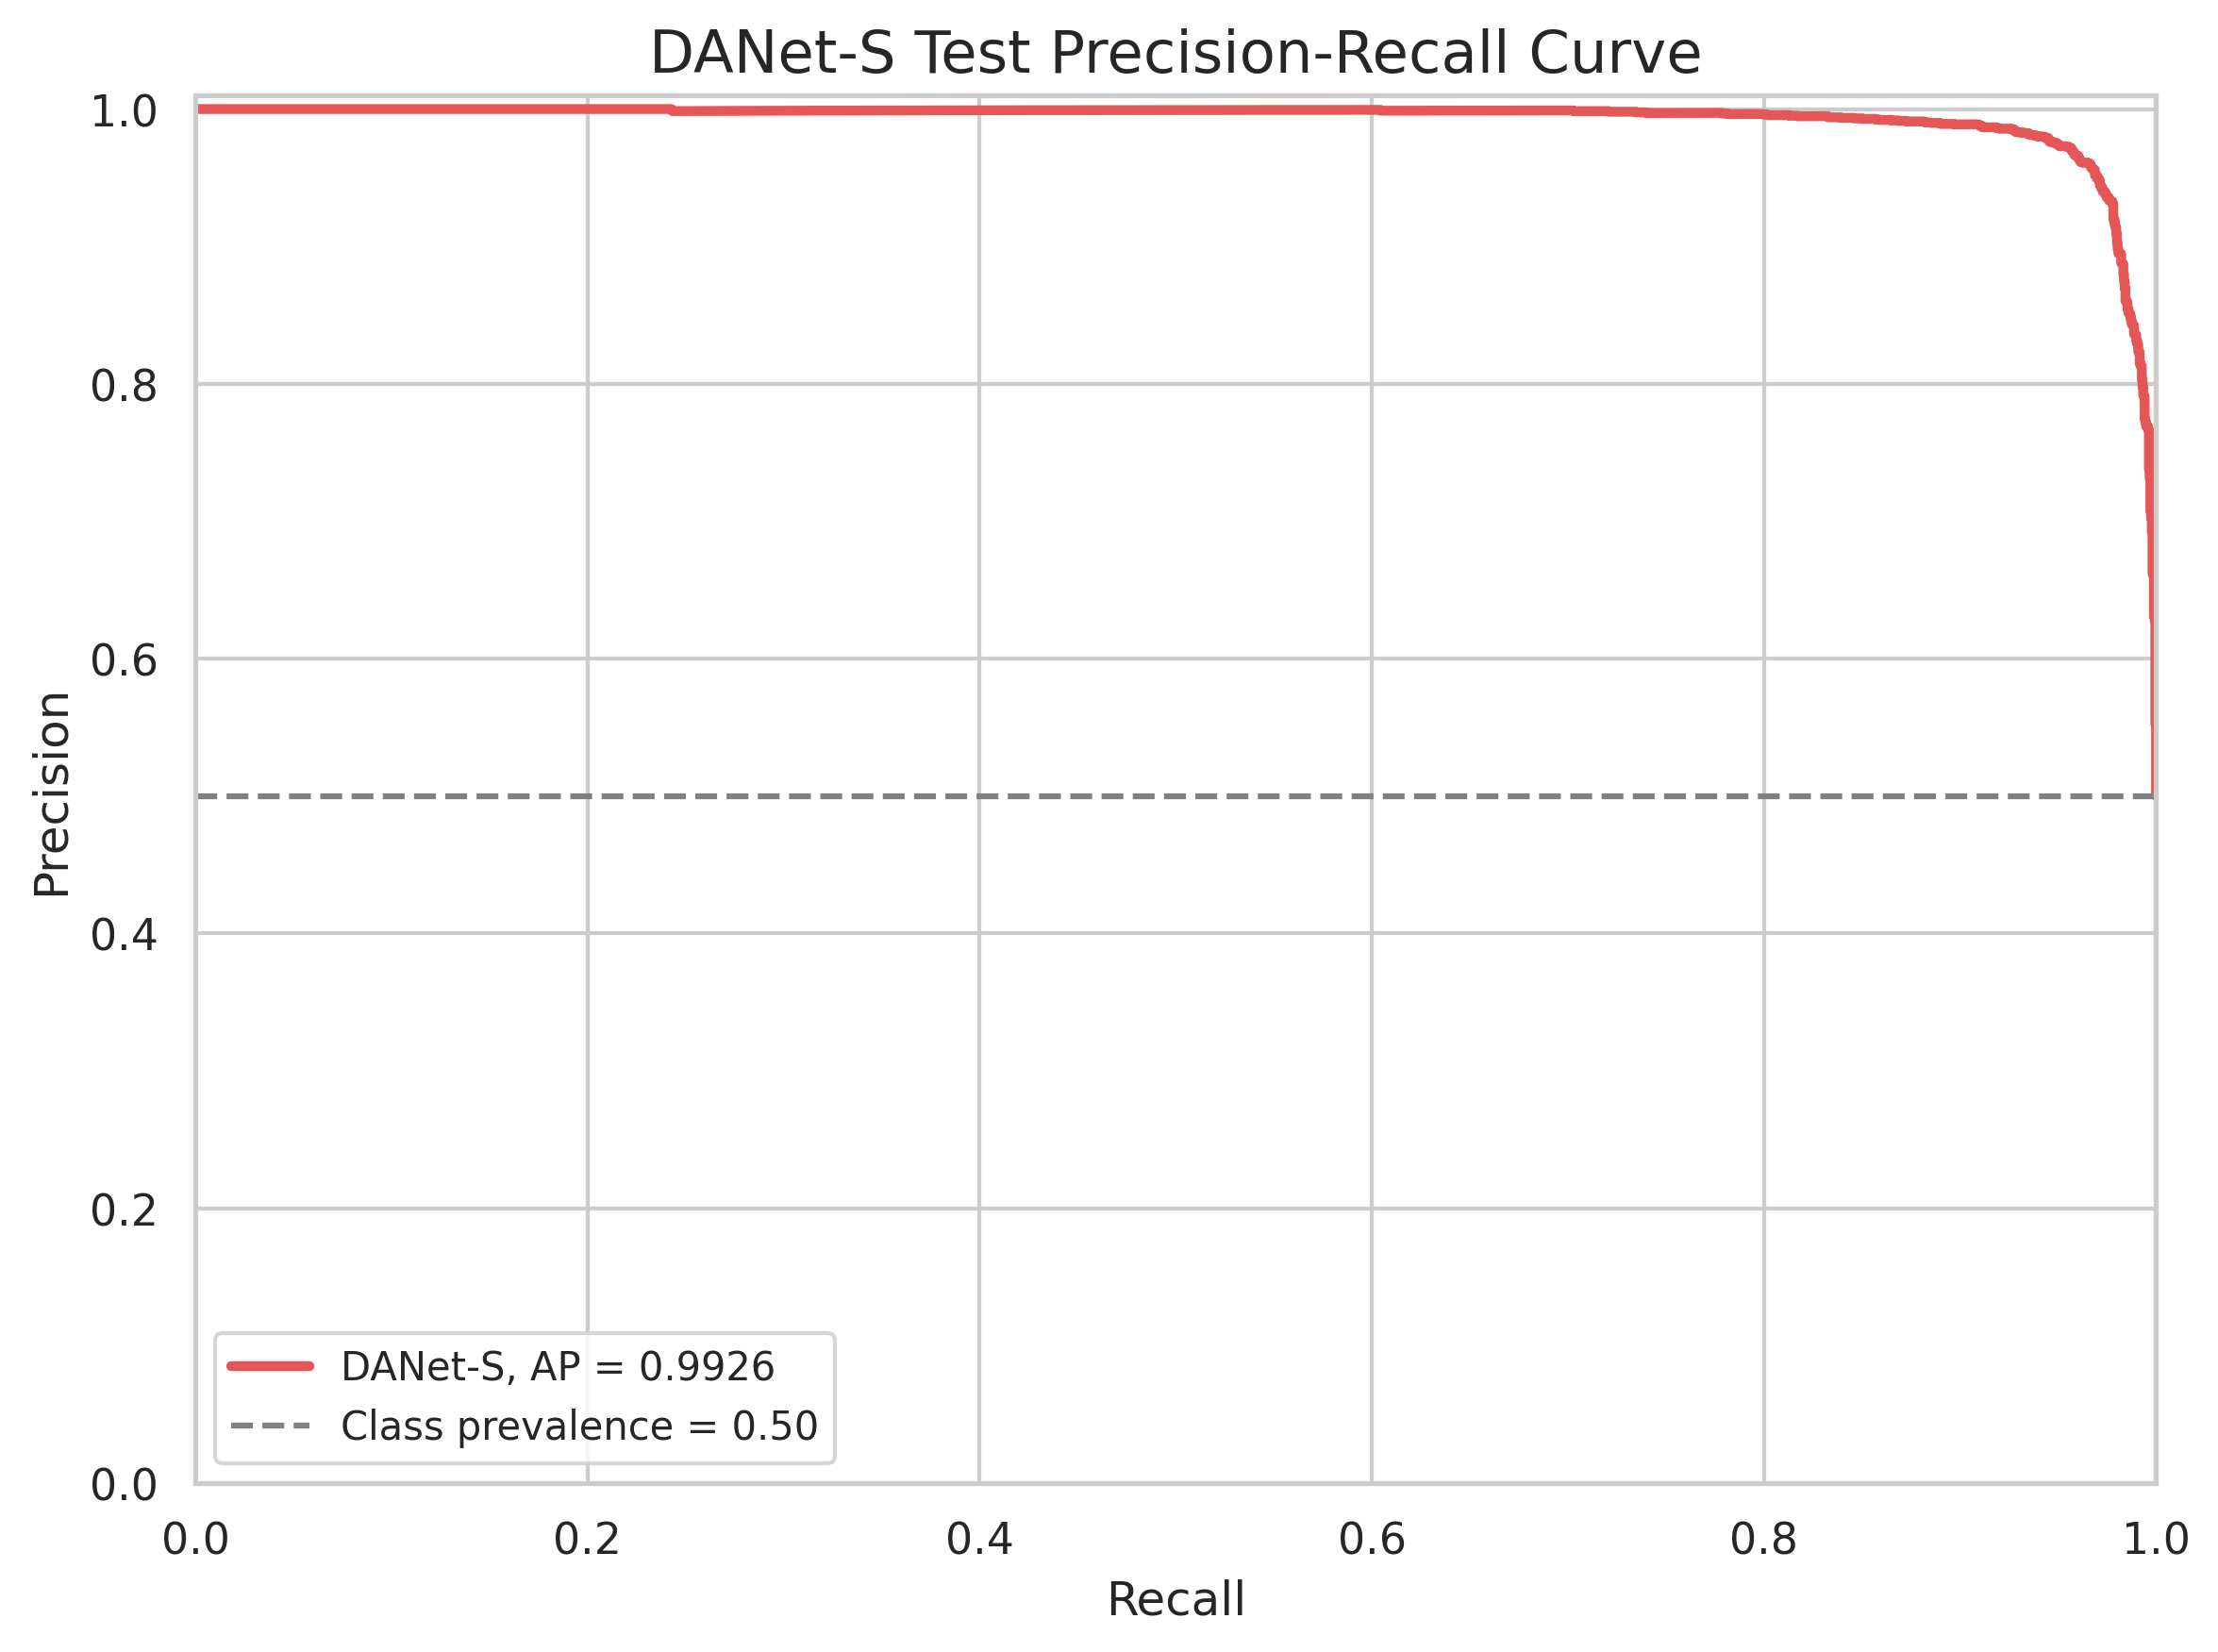 DANet-S Test Precision-Recall Curve
1.0
0.8
0.6
0.4
0.2
0.0
Precision
DANet-S, AP = 0.9926
Class prevalence = 0.50
0.0 0.2 0.4 0.6 0.8 1.0
Recall